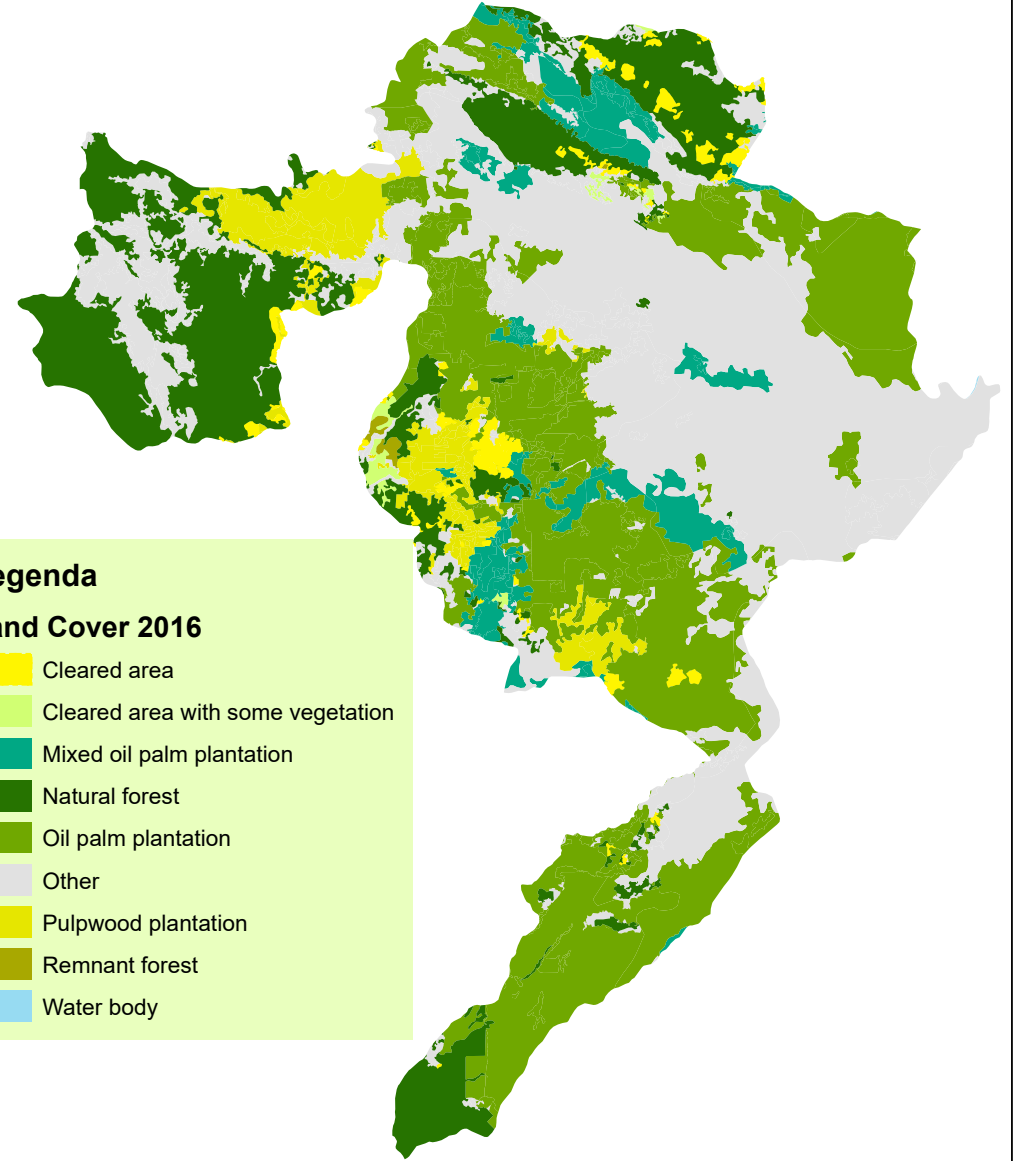 egenda
and Cover 2016
Cleared area
Cleared area with some vegetation
Mixed oil palm plantation
Natural forest
Oil palm plantation
Other
Pulpwood plantation
Remnant forest
Water body